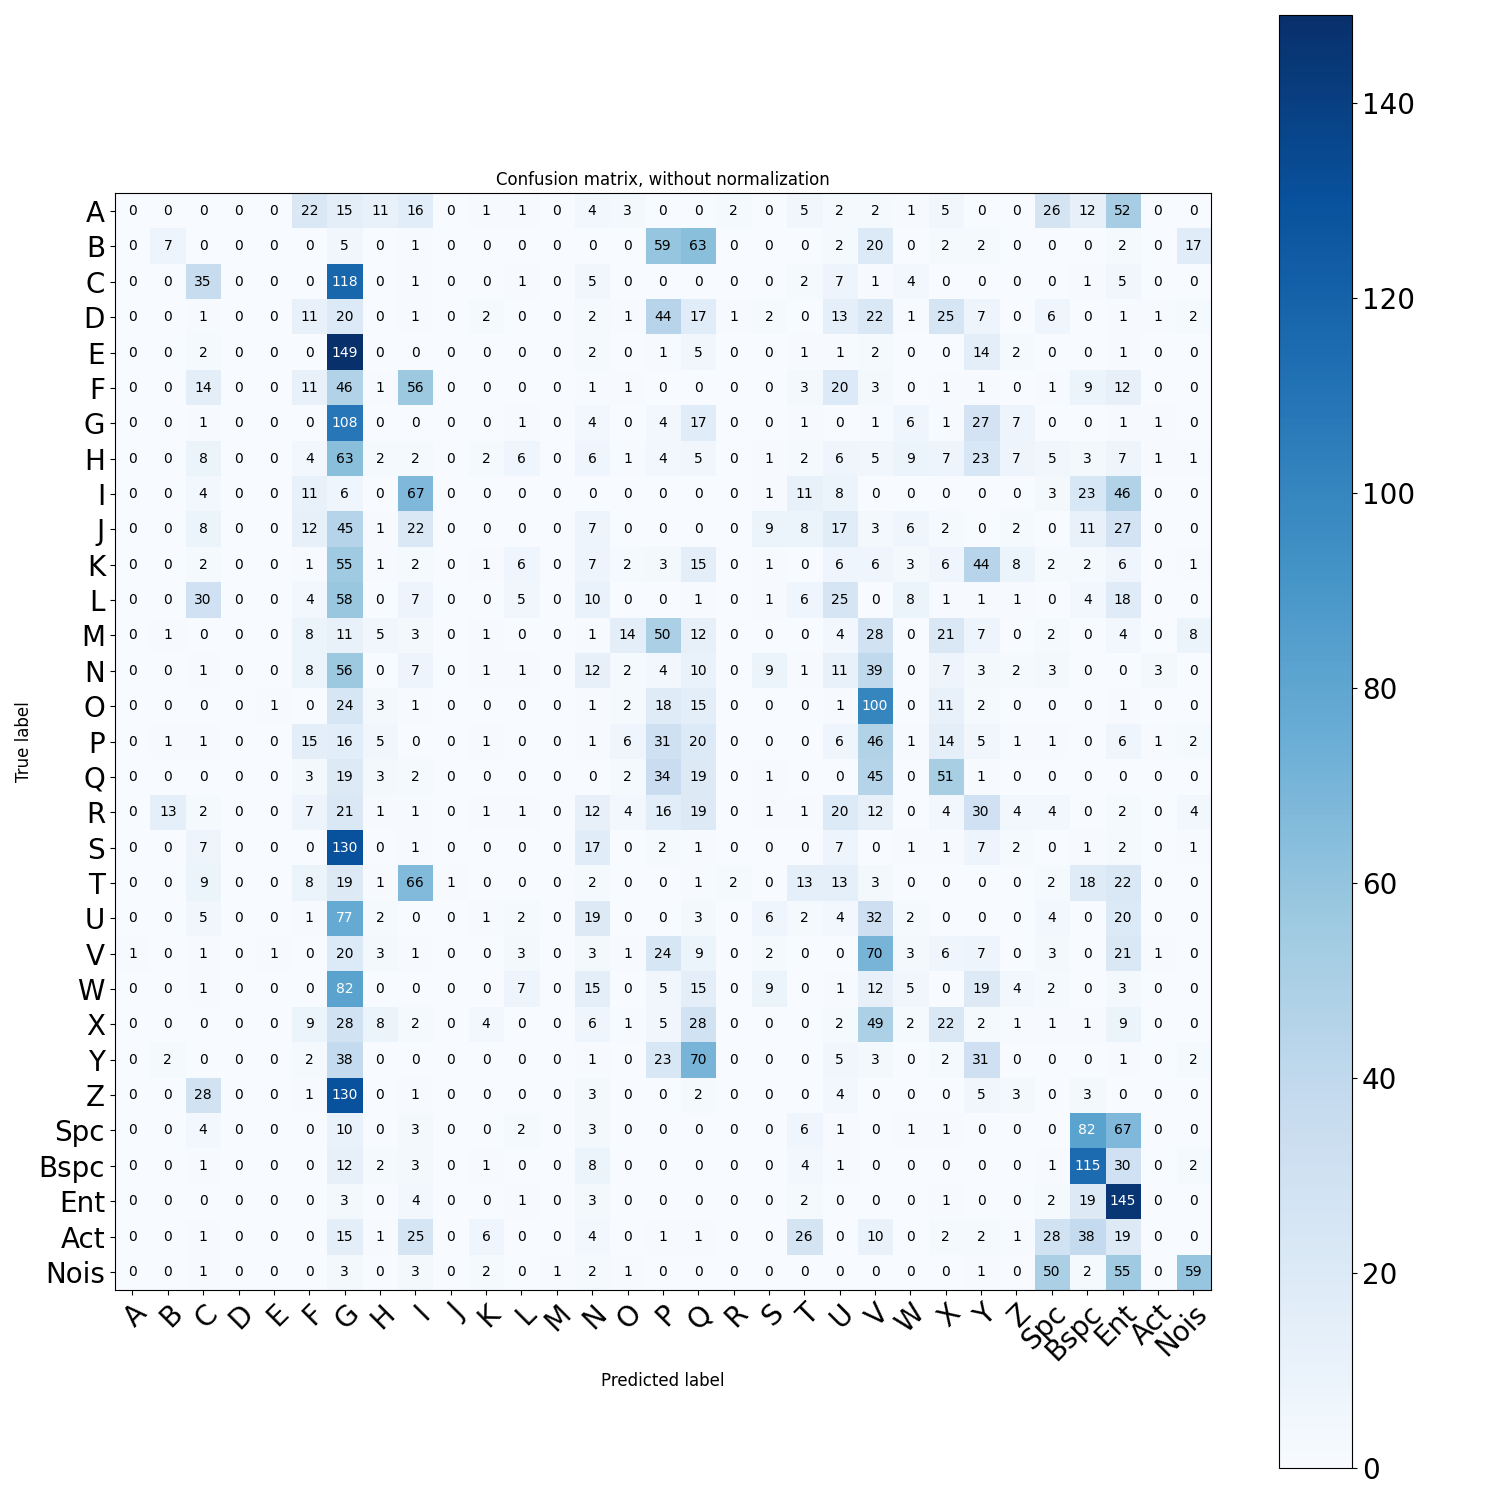 Confusion matrix, without normalization
A 0 0 0 0 0 22 15 11 16 0 1 1 0 4 3 0 0 2 0 5 2 2 1 5 0 0 26 12 52 0 0
B 0 7 0 0 0 0 5 0 1 0 0 0 0 0 0 59 63 0 0 0 2 20 0 2 2 0 0 0 2 0 17
C 0 0 35 0 0 0 118 0 1 0 0 1 0 5 0 0 0 0 0 2 7 1 4 0 0 0 0 1 5 0 0
D 0 0 1 0 0 11 20 0 1 0 2 0 0 2 1 44 17 1 2 0 13 22 1 25 7 0 6 0 1 1 2
E 0 0 2 0 0 0 149 0 0 0 0 0 0 2 0 1 5 0 0 1 1 2 0 0 14 2 0 0 1 0 0
F 0 0 14 0 0 11 46 1 56 0 0 0 0 1 1 0 0 0 0 3 20 3 0 1 1 0 1 9 12 0 0
G 0 0 1 0 0 0 108 0 0 0 0 1 0 4 0 4 17 0 0 1 0 1 6 1 27 7 0 0 1 1 0
H 0 0 8 0 0 4 63 2 2 0 2 6 0 6 1 4 5 0 1 2 6 5 9 7 23 7 5 3 7 1 1
I 0 0 4 0 0 11 6 0 67 0 0 0 0 0 0 0 0 0 1 11 8 0 0 0 0 0 3 23 46 0 0
J 0 0 8 0 0 12 45 1 22 0 0 0 0 7 0 0 0 0 9 8 17 3 6 2 0 2 0 11 27 0 0
K 0 0 2 0 0 1 55 1 2 0 1 6 0 7 2 3 15 0 1 0 6 6 3 6 44 8 2 2 6 0 1
L 0 0 30 0 0 4 58 0 7 0 0 5 0 10 0 0 1 0 1 6 25 0 8 1 1 1 0 4 18 0 0
M 0 1 0 0 0 8 11 5 3 0 1 0 0 1 14 50 12 0 0 0 4 28 0 21 7 0 2 0 4 0 8
N 0 0 1 0 0 8 56 0 7 0 1 1 0 12 2 4 10 0 9 1 11 39 0 7 3 2 3 0 0 3 0
O 0 0 0 0 1 0 24 3 1 0 0 0 0 1 2 18 15 0 0 0 1 100 0 11 2 0 0 0 1 0 0
P 0 1 1 0 0 15 16 5 0 0 1 0 0 1 6 31 20 0 0 0 6 46 1 14 5 1 1 0 6 1 2
Q 0 0 0 0 0 3 19 3 2 0 0 0 0 0 2 34 19 0 1 0 0 45 0 51 1 0 0 0 0 0 0
R 0 13 2 0 0 7 21 1 1 0 1 1 0 12 4 16 19 0 1 1 20 12 0 4 30 4 4 0 2 0 4
S 0 0 7 0 0 0 130 0 1 0 0 0 0 17 0 2 1 0 0 0 7 0 1 1 7 2 0 1 2 0 1
T 0 0 9 0 0 8 19 1 66 1 0 0 0 2 0 0 1 2 0 13 13 3 0 0 0 0 2 18 22 0 0
U 0 0 5 0 0 1 77 2 0 0 1 2 0 19 0 0 3 0 6 2 4 32 2 0 0 0 4 0 20 0 0
V 1 0 1 0 1 0 20 3 1 0 0 3 0 3 1 24 9 0 2 0 0 70 3 6 7 0 3 0 21 1 0
W 0 0 1 0 0 0 82 0 0 0 0 7 0 15 0 5 15 0 9 0 1 12 5 0 19 4 2 0 3 0 0
X 0 0 0 0 0 9 28 8 2 0 4 0 0 6 1 5 28 0 0 0 2 49 2 22 2 1 1 1 9 0 0
Y 0 2 0 0 0 2 38 0 0 0 0 0 0 1 0 23 70 0 0 0 5 3 0 2 31 0 0 0 1 0 2
Z 0 0 28 0 0 1 130 0 1 0 0 0 0 3 0 0 2 0 0 0 4 0 0 0 5 3 0 3 0 0 0
Spc 0 0 4 0 0 0 10 0 3 0 0 2 0 3 0 0 0 0 0 6 1 0 1 1 0 0 0 82 67 0 0
Bspc 0 0 1 0 0 0 12 2 3 0 1 0 0 8 0 0 0 0 0 4 1 0 0 0 0 0 1 115 30 0 2
Ent 0 0 0 0 0 0 3 0 4 0 0 1 0 3 0 0 0 0 0 2 0 0 0 1 0 0 2 19 145 0 0
Act 0 0 1 0 0 0 15 1 25 0 6 0 0 4 0 1 1 0 0 26 0 10 0 2 2 1 28 38 19 0 0
Nois 0 0 1 0 0 0 3 0 3 0 2 0 1 2 1 0 0 0 0 0 0 0 0 0 1 0 50 2 55 0 59
A B C D E F G H I J K L M N O P Q R S T U V W X Y Z Spc Bspc Ent Act Nois
Predicted label
True label
140
120
100
80
60
40
20
0